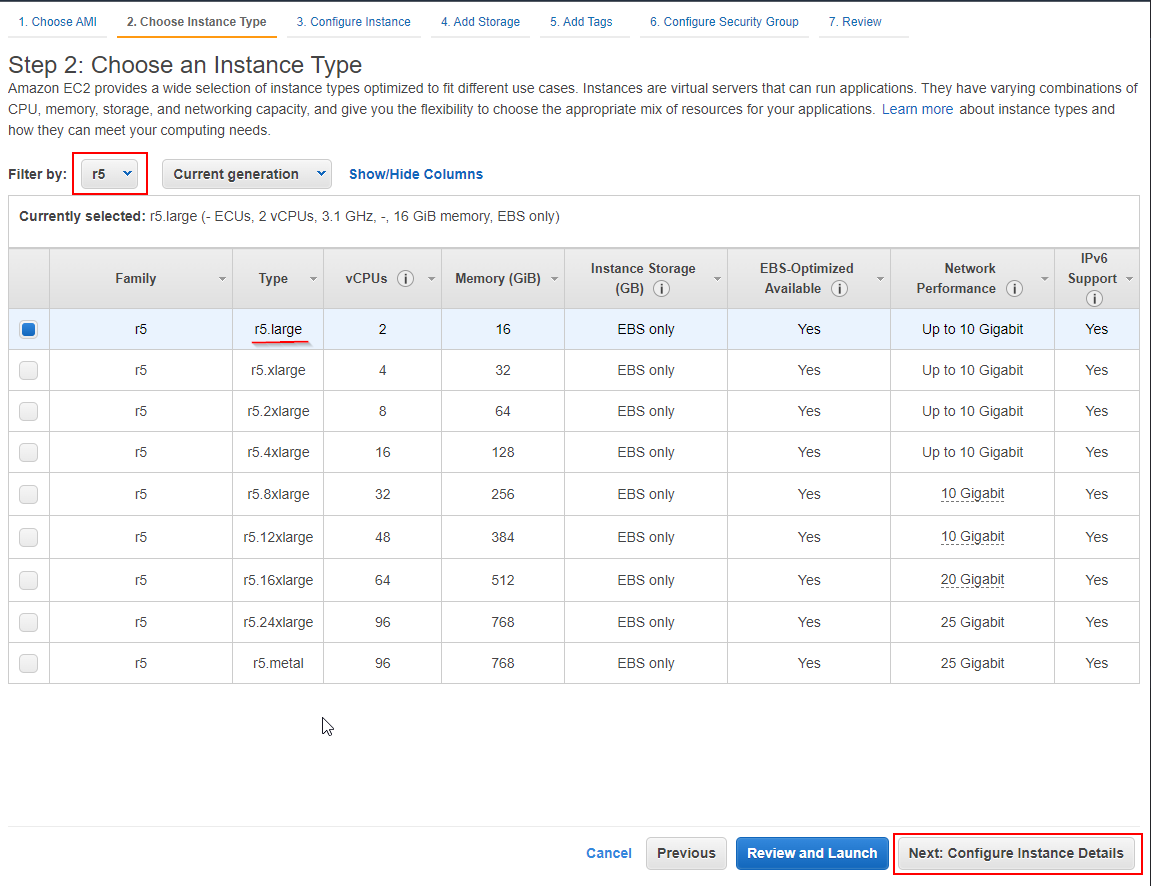 1. Choose AMI 2. Choose Instance Type 3. Configure Instance 4. Add Storage 5. Add Tags 6. Configure Security Group 7. Review
Step 2: Choose an Instance Type
Amazon EC2 provides a wide selection of instance types optimized to fit different use cases. Instances are virtual servers that can run applications. They have varying combinations of
CPU, memory, storage, and networking capacity, and give you the flexibility to choose the appropriate mix of resources for your applications. Learn more about instance types and
how they can meet your computing needs.
Filter by: r5 Current generation Show/Hide Columns
Currently selected: r5.large (- ECUs, 2 vCPUs, 3.1 GHz, -, 16 GiB memory, EBS only)
Family Type vCPUs i Memory (GiB) Instance Storage (GB) i EBS-Optimized Available i Network Performance i IPv6 Support i
r5 r5.large 2 16 EBS only Yes Up to 10 Gigabit Yes
r5 r5.xlarge 4 32 EBS only Yes Up to 10 Gigabit Yes
r5 r5.2xlarge 8 64 EBS only Yes Up to 10 Gigabit Yes
r5 r5.4xlarge 16 128 EBS only Yes Up to 10 Gigabit Yes
r5 r5.8xlarge 32 256 EBS only Yes 10 Gigabit Yes
r5 r5.12xlarge 48 384 EBS only Yes 10 Gigabit Yes
r5 r5.16xlarge 64 512 EBS only Yes 20 Gigabit Yes
r5 r5.24xlarge 96 768 EBS only Yes 25 Gigabit Yes
r5 r5.metal 96 768 EBS only Yes 25 Gigabit Yes
Cancel Previous Review and Launch Next: Configure Instance Details